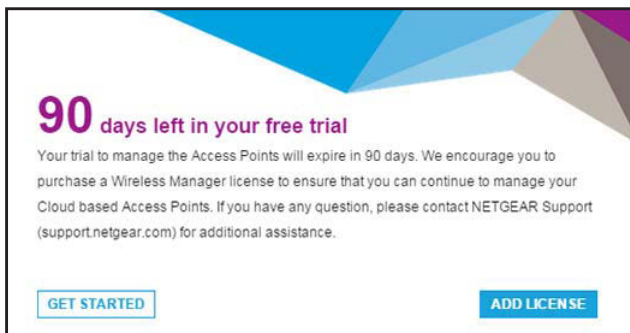 90 days left in your free trial
Your trial to manage the Access Points will expire in 90 days. We encourage you to
purchase a Wireless Manager license to ensure that you can continue to manage your
Cloud based Access Points. If you have any question, please contact NETGEAR Support
(support.netgear.com) for additional assistance.
GET STARTED
ADD LICENSE